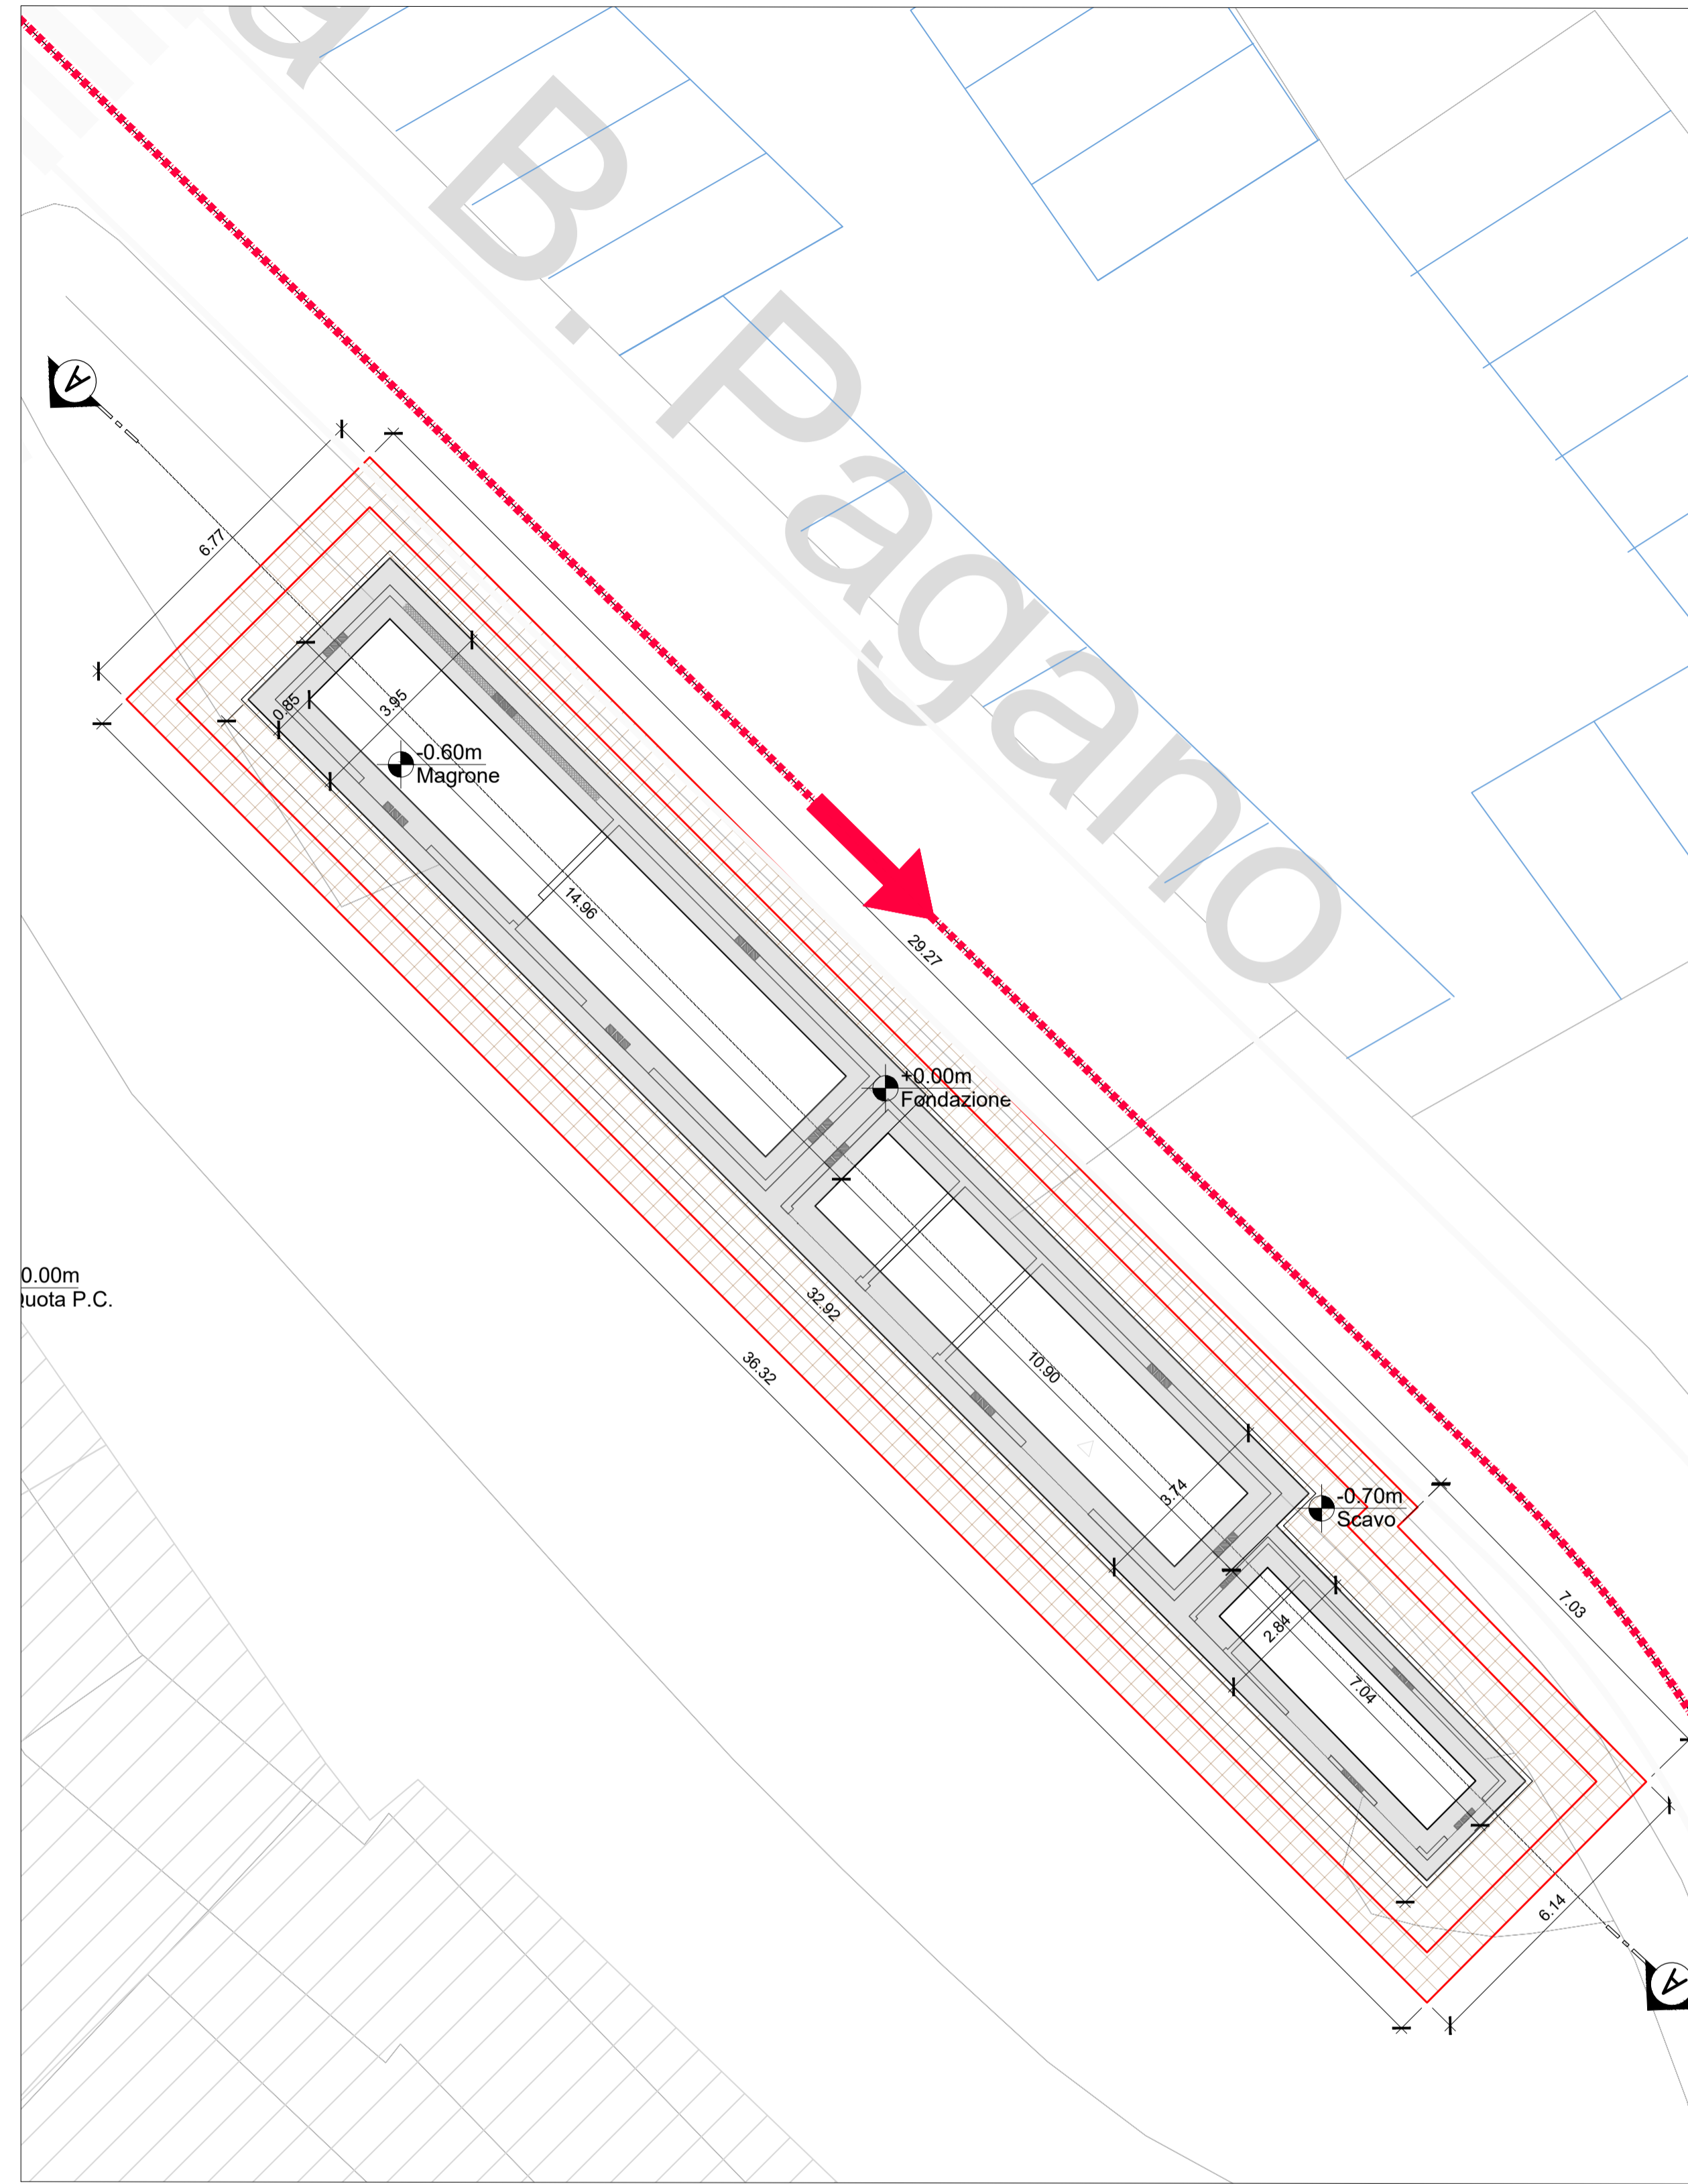 a B. Pagano
A
6.77
0.85
3.95
-0.60m
Magrone
14.96
29.27
+0.00m
Fondazione
0.00m
uota P.C.
32.92
36.32
10.90
3.74
-0.70m
Scavo
2.84
7.04
7.03
6.14
A